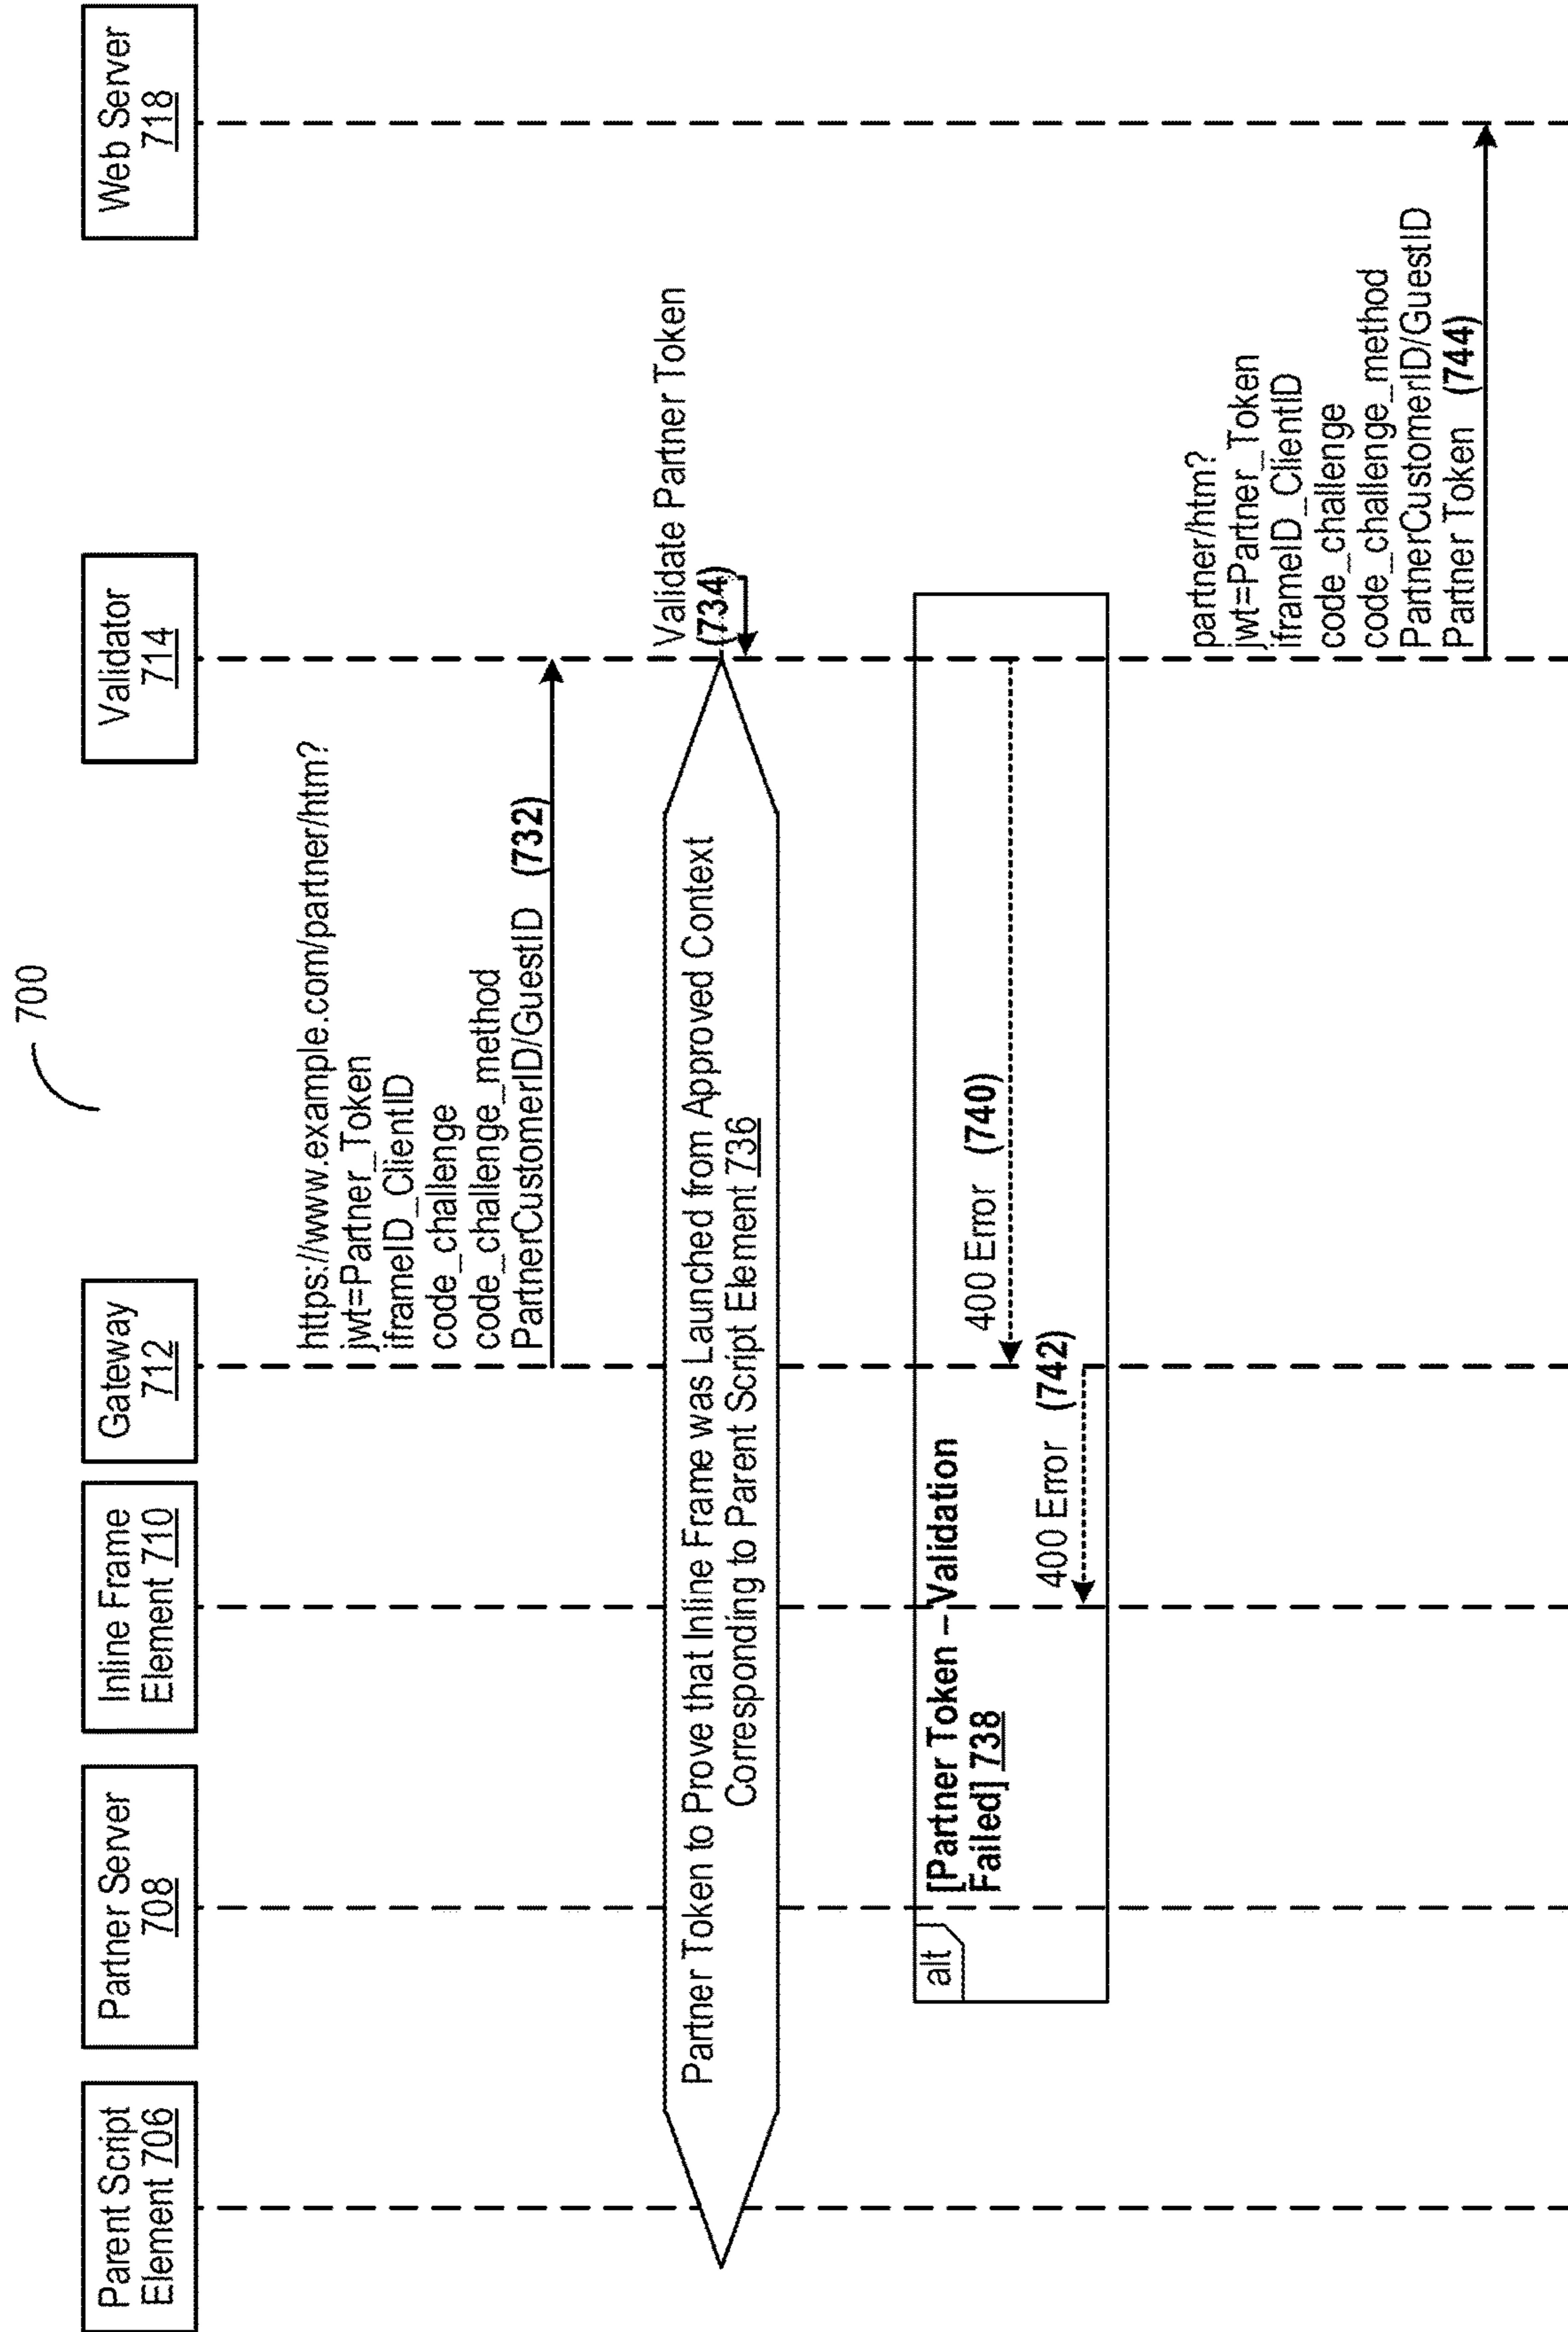 700
Parent Script
Element 706
Partner Server
708
Inline Frame
Element 710
Gateway
712
Validator
714
Web Server
718
https://www.example.com/partner/htm?
jwt=Partner_Token
iframeID_ClientID
code_challenge
code_challenge_method
PartnerCustomerID/GuestID (732)
Validate Partner Token
(734)
Partner Token to Prove that Inline Frame was Launched from Approved Context
Corresponding to Parent Script Element 736
alt
[Partner Token – Validation
Failed] 738
400 Error (740)
400 Error (742)
partner/htm?
jwt=Partner_Token
iframeID_ClientID
code_challenge
code_challenge_method
PartnerCustomerID/GuestID
Partner Token (744)